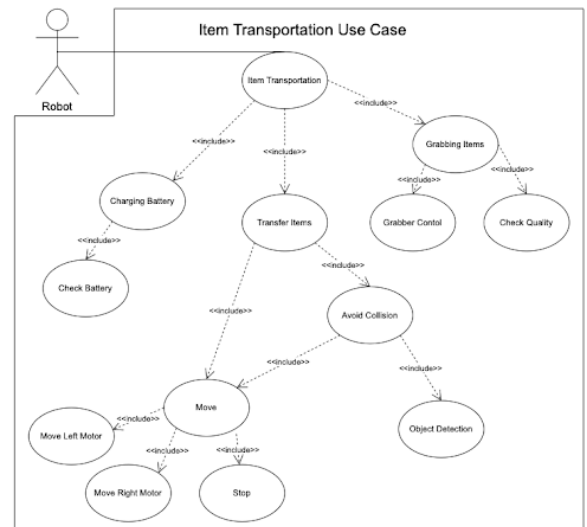 Item Transportation Use Case
Robot
Item Transportation
<<include>>
<<include>>
<<include>>
Grabbing Items
<<include>>
<<include>>
Charging Battery
Transfer Items
Grabber Contol
Check Quality
<<include>>
<<include>>
Check Battery
Avoid Collision
<<include>>
<<include>>
<<include>>
Move
<<include>>
Move Left Motor
<<include>>
<<include>>
Object Detection
Move Right Motor
Stop